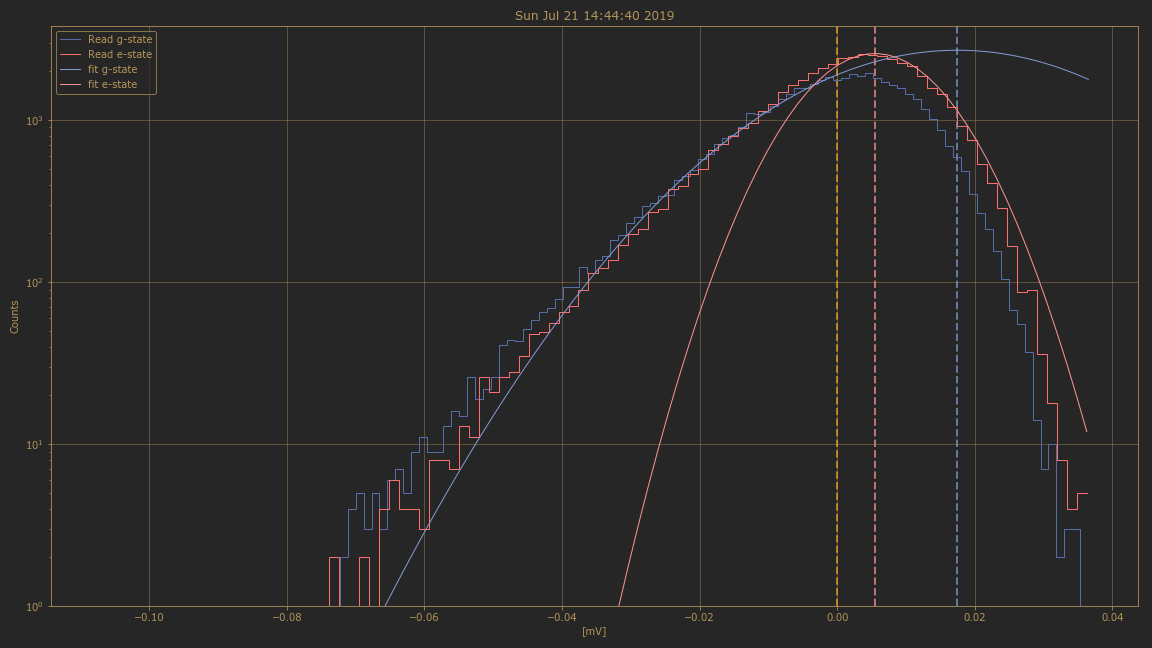 Sun Jul 21 14:44:40 2019
Read g-state
Read e-state
fit g-state
fit e-state
Counts
10³
10²
10¹
10⁰
−0.10 −0.08 −0.06 −0.04 −0.02 0.00 0.02 0.04
[mV]